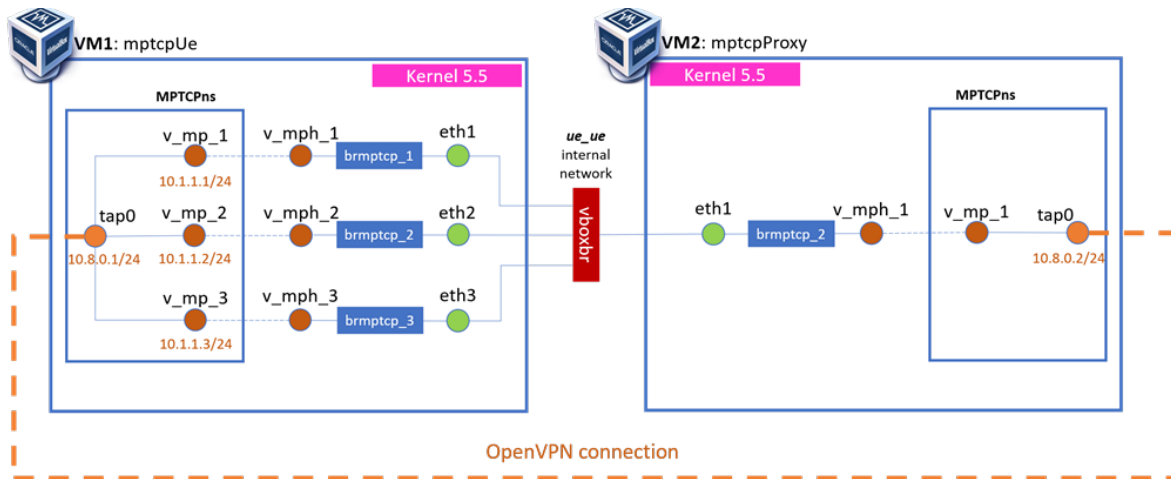 VM1: mptcpUe
Kernel 5.5
MPTCPns
v_mp_1
v_mph_1
brmptcp_1
eth1
10.1.1.1/24
tap0
10.8.0.1/24
v_mp_2
v_mph_2
brmptcp_2
eth2
10.1.1.2/24
v_mp_3
v_mph_3
brmptcp_3
eth3
10.1.1.3/24
ue_ue
internal
network
vboxbr
VM2: mptcpProxy
Kernel 5.5
MPTCPns
eth1
brmptcp_2
v_mph_1
v_mp_1
tap0
10.8.0.2/24
OpenVPN connection